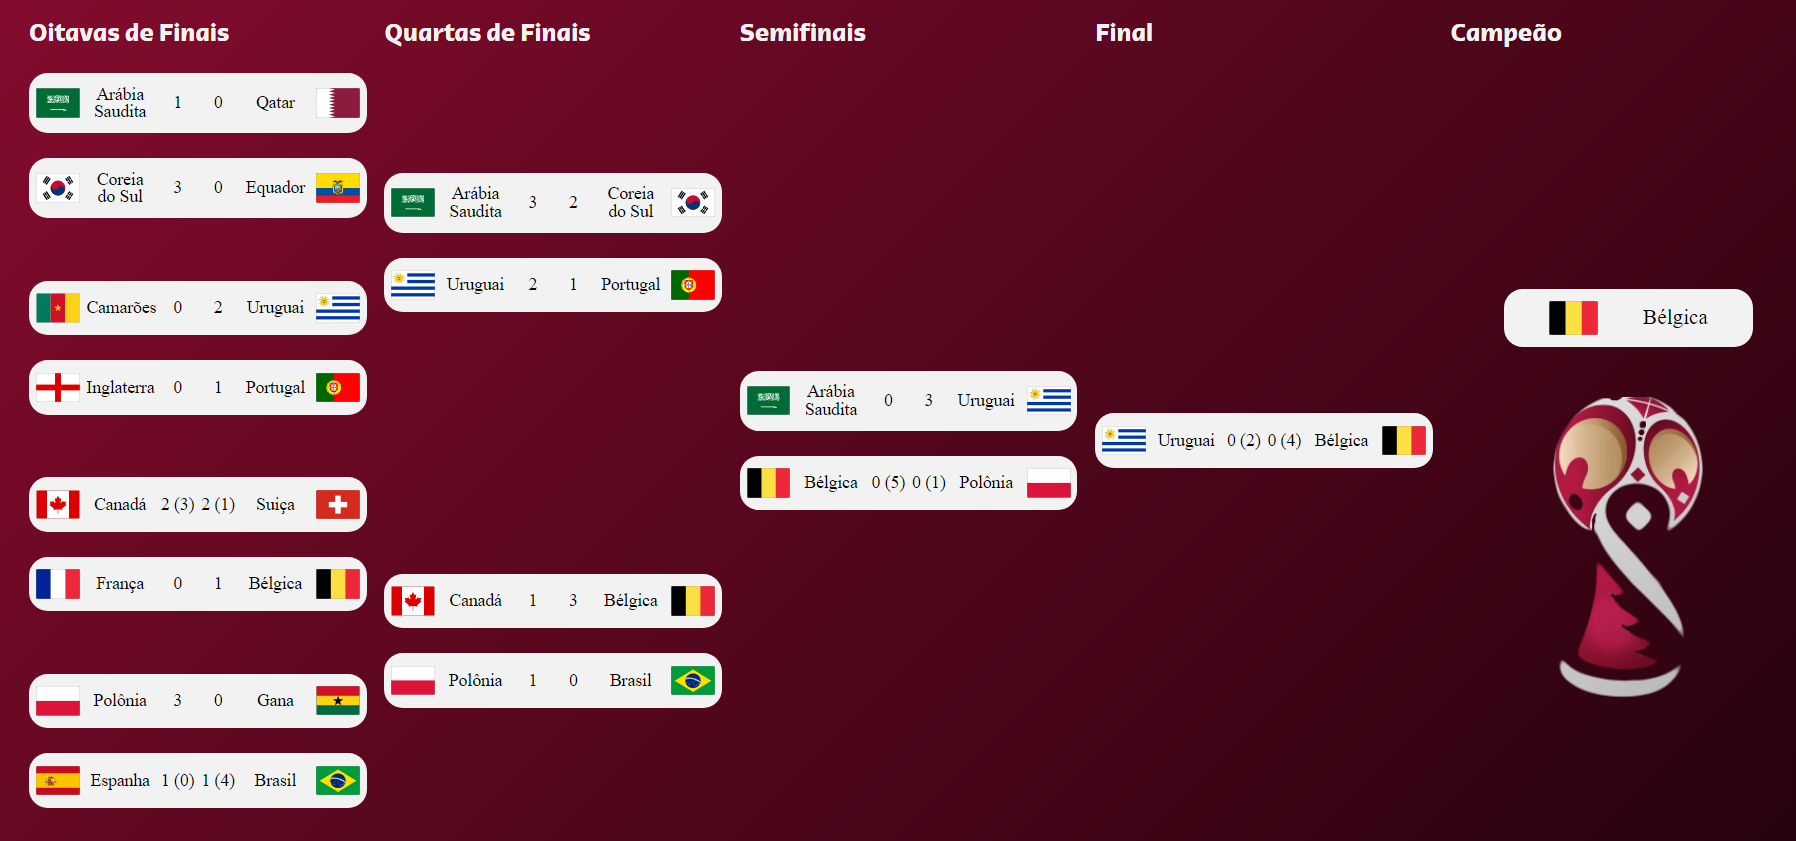 Oitavas de Finais
Arábia
Saudita 1 0 Qatar
Coreia
do Sul 3 0 Equador
Camarões 0 2 Uruguai
Inglaterra 0 1 Portugal
Canadá 2 (3) 2 (1) Suiça
França 0 1 Bélgica
Polônia 3 0 Gana
Espanha 1 (0) 1 (4) Brasil
Quartas de Finais
Arábia
Saudita 3 2 Coreia
do Sul
Uruguai 2 1 Portugal
Canadá 1 3 Bélgica
Polônia 1 0 Brasil
Semifinais
Arábia
Saudita 0 3 Uruguai
Bélgica 0 (5) 0 (1) Polônia
Final
Uruguai 0 (2) 0 (4) Bélgica
Campeão
Bélgica